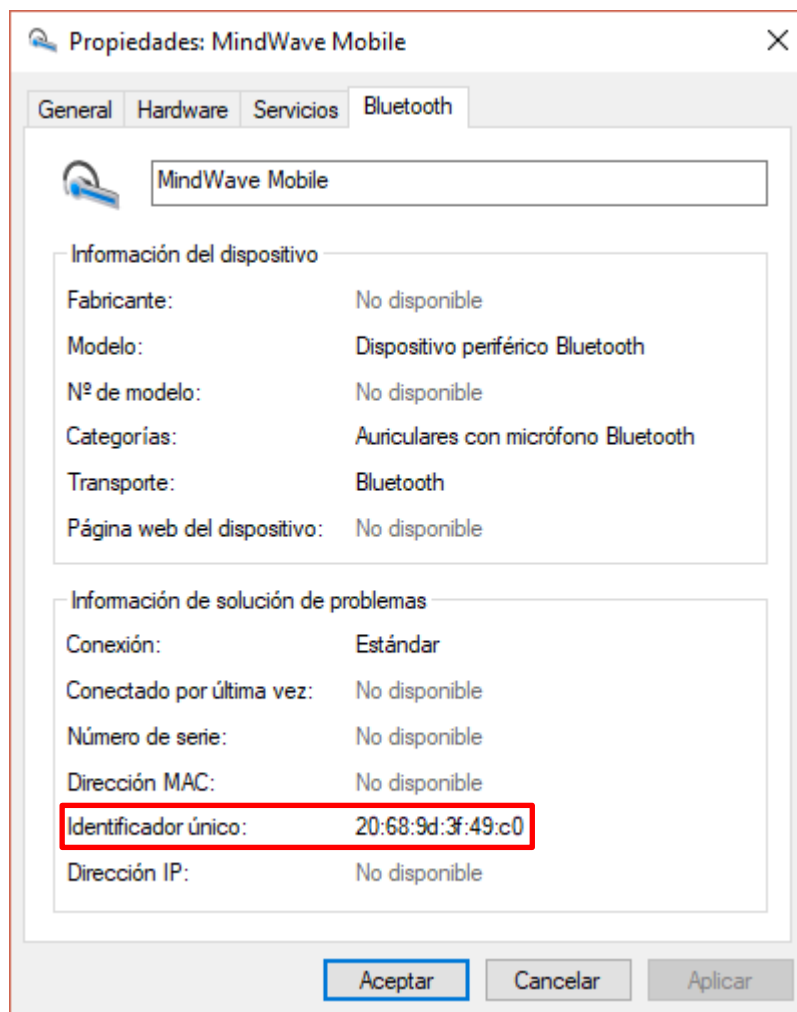 Propiedades: MindWave Mobile
General Hardware Servicios Bluetooth
MindWave Mobile
Información del dispositivo
Fabricante: No disponible
Modelo: Dispositivo periférico Bluetooth
Nº de modelo: No disponible
Categorías: Auriculares con micrófono Bluetooth
Transporte: Bluetooth
Página web del dispositivo: No disponible
Información de solución de problemas
Conexión: Estándar
Conectado por última vez: No disponible
Número de serie: No disponible
Dirección MAC: No disponible
Identificador único: 20:68:9d:3f:49:c0
Dirección IP: No disponible
Aceptar Cancelar Aplicar